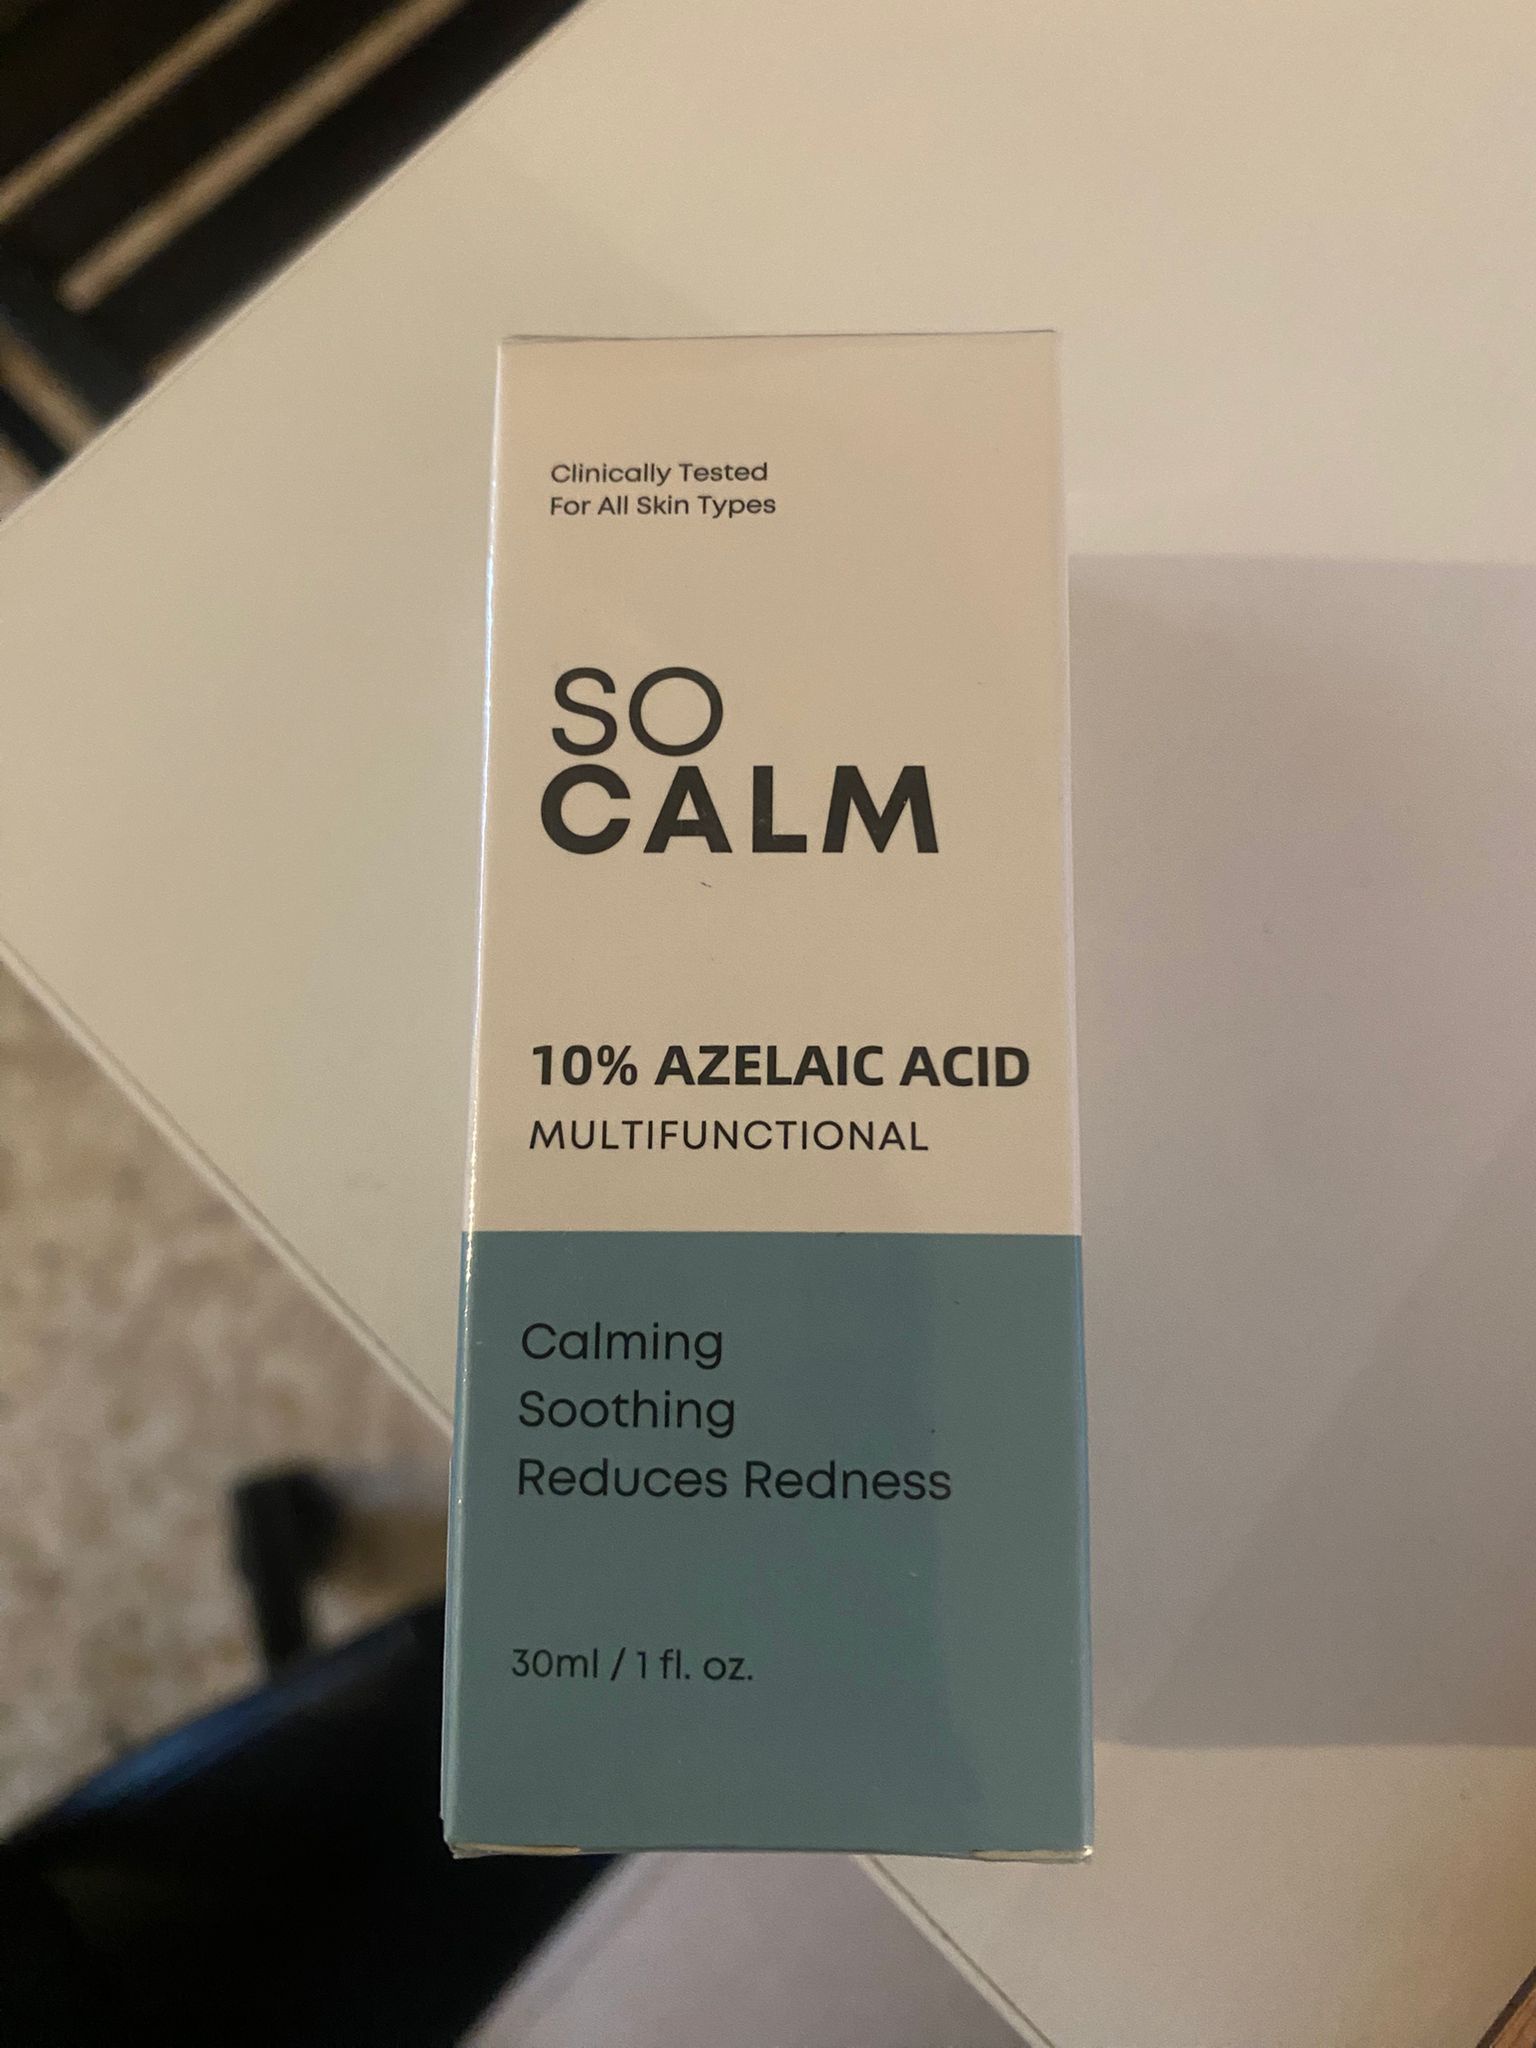 Clinically Tested
For All Skin Types
SO
CALM
10% AZELAIC ACID
MULTIFUNCTIONAL
Calming
Soothing
Reduces Redness
30ml / 1 fl. oz.